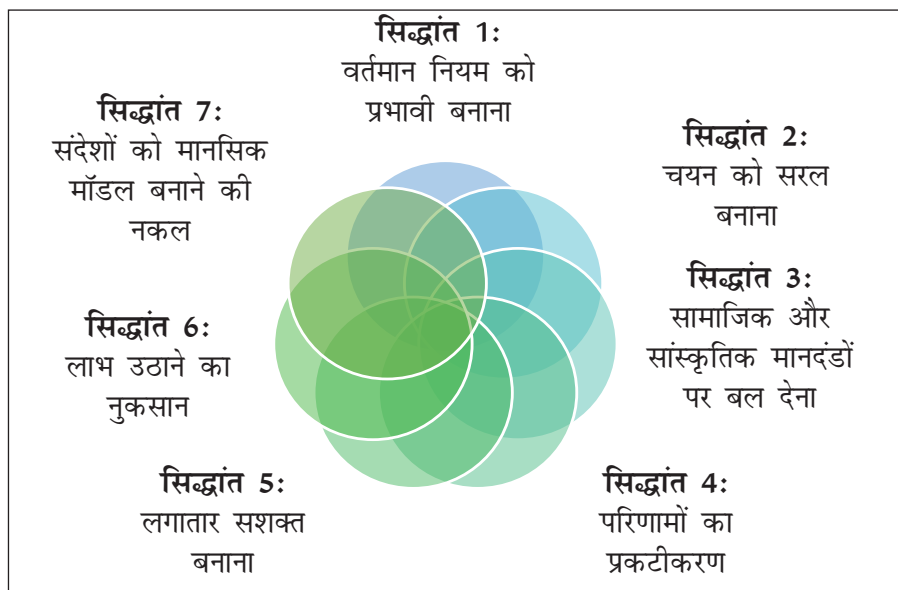 सिद्धांत 1:
वर्तमान नियम को
प्रभावी बनाना
सिद्धांत 2:
चयन को सरल
बनाना
सिद्धांत 3:
सामाजिक और
सांस्कृतिक मानदंडों
पर बल देना
सिद्धांत 4:
परिणामों का
प्रकटीकरण
सिद्धांत 5:
लगातार सशक्त
बनाना
सिद्धांत 6:
लाभ उठाने का
नुकसान
सिद्धांत 7:
संदेशों को मानसिक
मॉडल बनाने की
नकल